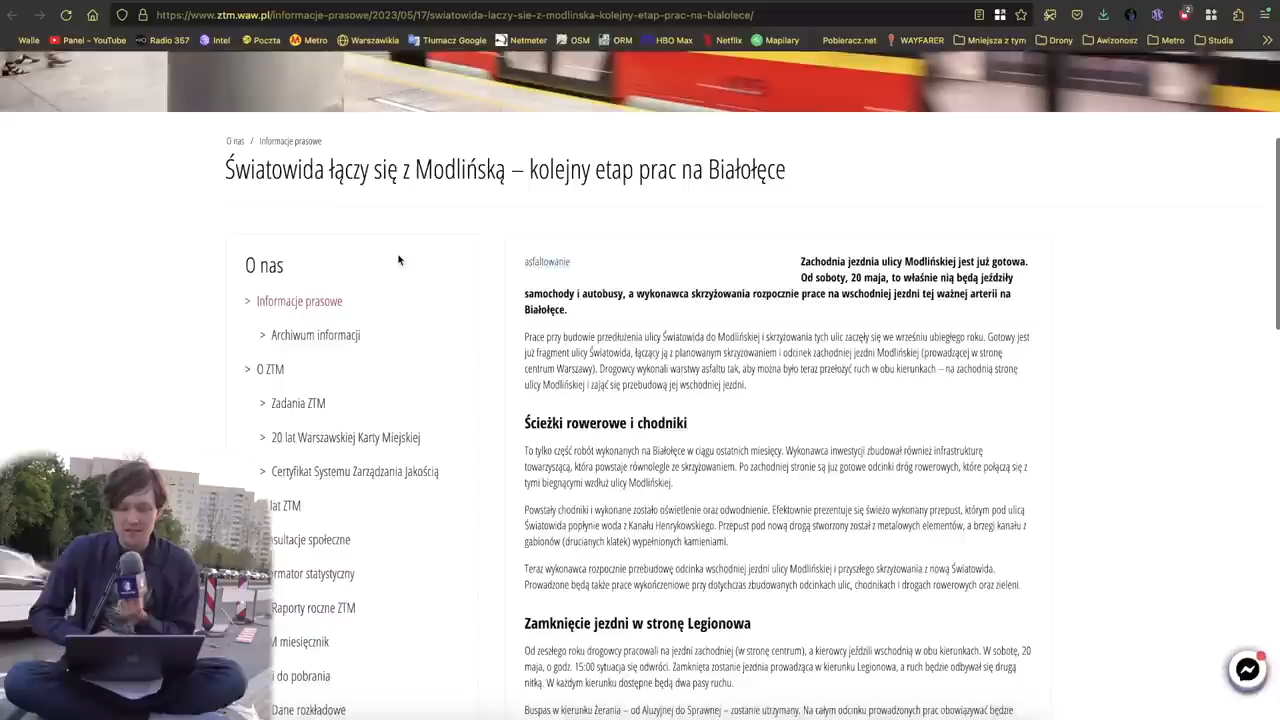 https://www.ztm.waw.pl/informacje-prasowe/2023/05/17/swiatowida-laczy-sie-z-modlinska-kolejny-etap-prac-na-bialolece/
Walle Panel - YouTube Radio 357 Intel Poczta Metro Warszawikia Tłumacz Google Netmeter OSM ORM HBO Max Netflix Mapilary Pobieracz.net WAYFARER Mniejsza z tym Drony Awizonosz Metro Studia
O nas / Informacje prasowe
Światowida łączy się z Modlińską – kolejny etap prac na Białołęce
O nas
> Informacje prasowe
> Archiwum informacji
> O ZTM
> Zadania ZTM
> 20 lat Warszawskiej Karty Miejskiej
> Certyfikat Systemu Zarządzania Jakością
lat ZTM
nsultacje społeczne
rmator statystyczny
Raporty roczne ZTM
M miesięcznik
i do pobrania
Dane rozkładowe
asfaltowanie
Zachodnia jezdnia ulicy Modlińskiej jest już gotowa.
Od soboty, 20 maja, to właśnie nią będą jeździły
samochody i autobusy, a wykonawca skrzyżowania rozpocznie prace na wschodniej jezdni tej ważnej arterii na
Białołęce.
Prace przy budowie przedłużenia ulicy Światowida do Modlińskiej i skrzyżowania tych ulic zaczęły się we wrześniu ubiegłego roku. Gotowy jest
już fragment ulicy Światowida, łączący ją z planowanym skrzyżowaniem i odcinek zachodniej jezdni Modlińskiej (prowadzącej w stronę
centrum Warszawy). Drogowcy wykonali warstwy asfaltu tak, aby można było teraz przełożyć ruch w obu kierunkach – na zachodnią stronę
ulicy Modlińskiej i zająć się przebudową jej wschodniej jezdni.
Ścieżki rowerowe i chodniki
To tylko część robót wykonanych na Białołęce w ciągu ostatnich miesięcy. Wykonawca inwestycji zbudował również infrastrukturę
towarzyszącą, która powstaje równolegle ze skrzyżowaniem. Po zachodniej stronie są już gotowe odcinki dróg rowerowych, które połączą się z
tymi biegnącymi wzdłuż ulicy Modlińskiej.
Powstały chodniki i wykonane zostało oświetlenie oraz odwodnienie. Efektownie prezentuje się świeżo wykonany przepust, którym pod ulicą
Światowida popłynie woda z Kanału Henrykowskiego. Przepust pod nową drogą stworzony został z metalowych elementów, a brzegi kanału z
gabionów (drucianych klatek) wypełnionych kamieniami.
Teraz wykonawca rozpocznie przebudowę odcinka wschodniej jezdni ulicy Modlińskiej i przyszłego skrzyżowania z nową Światowida.
Prowadzone będą także prace wykończeniowe przy dotychczas zbudowanych odcinkach ulic, chodnikach i drogach rowerowych oraz zieleni.
Zamknięcie jezdni w stronę Legionowa
Od zeszłego roku drogowcy pracowali na jezdni zachodniej (w stronę centrum), a kierowcy jeździli wschodnią w obu kierunkach. W sobotę, 20
maja, o godz. 15:00 sytuacja się odwróci. Zamknięta zostanie jezdnia prowadząca w kierunku Legionowa, a ruch będzie odbywał się drugą
nitką. W każdym kierunku dostępne będą dwa pasy ruchu.
Buspas w kierunku Żerania – od Aluzyjnej do Sprawnej – zostanie utrzymany. Na całym odcinku prowadzonych prac obowiązywać będzie